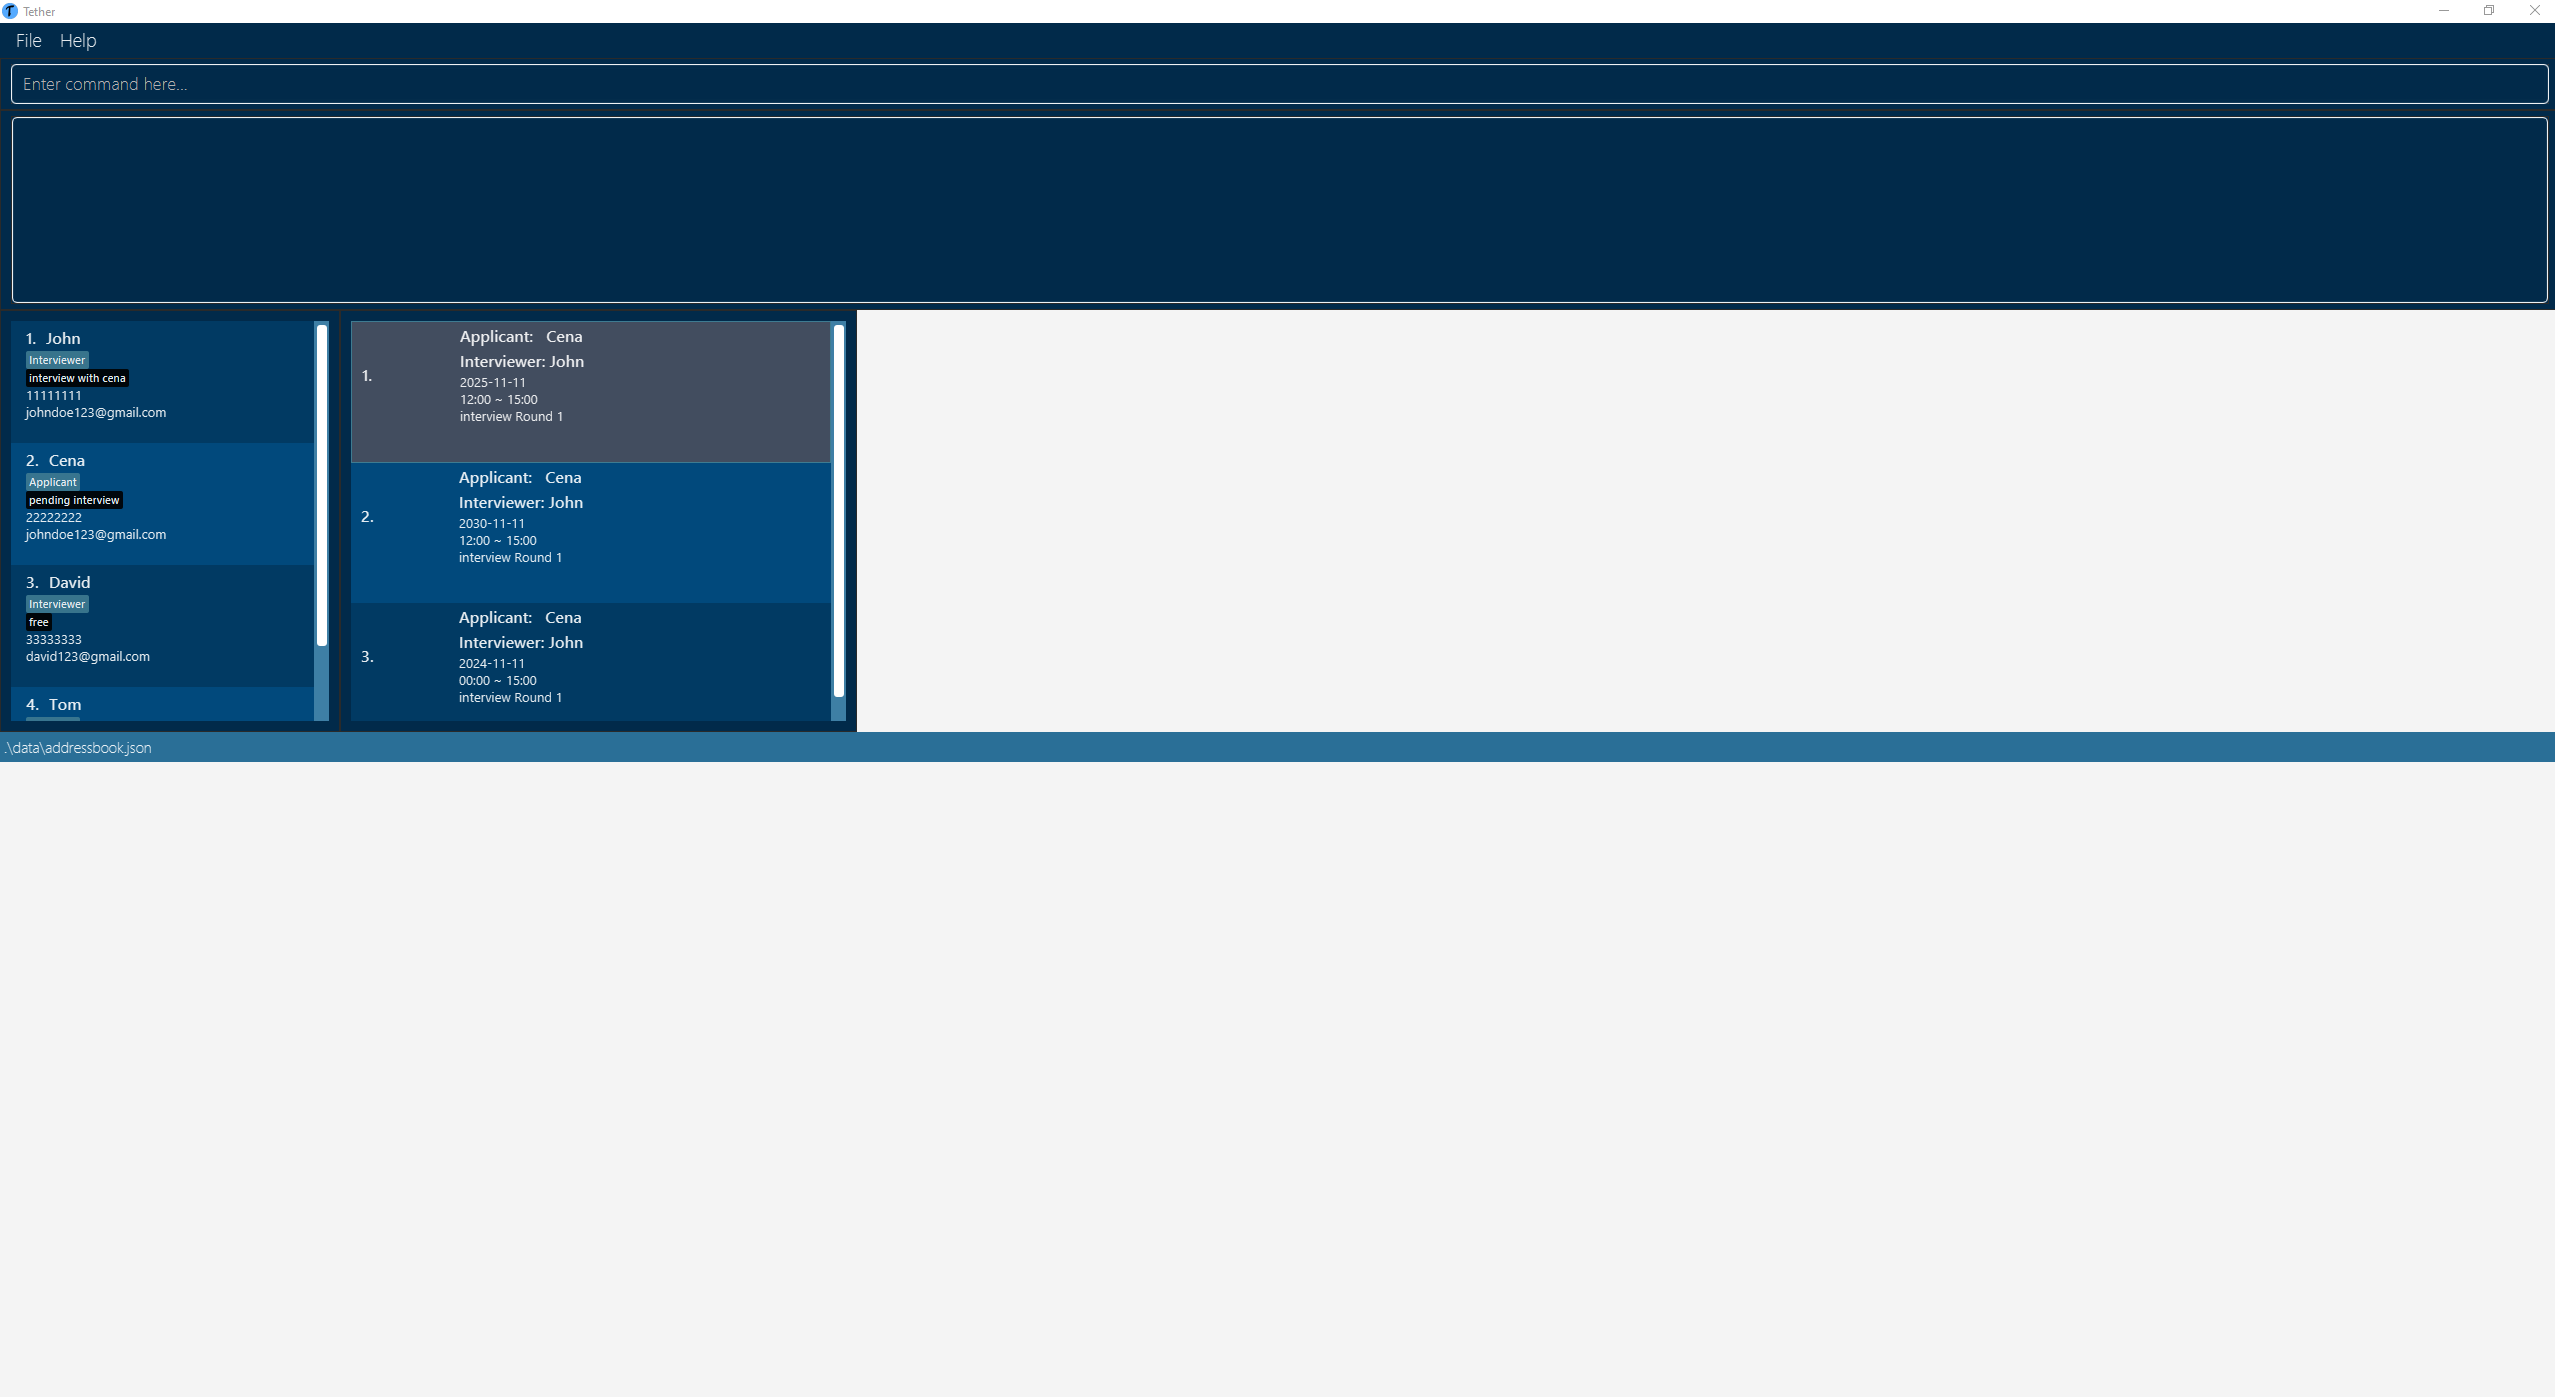 Tether
File Help
Enter command here...
1. John
Interviewer
interview with cena
11111111
johndoe123@gmail.com
2. Cena
Applicant
pending interview
22222222
johndoe123@gmail.com
3. David
Interviewer
free
33333333
david123@gmail.com
4. Tom
1.
Applicant: Cena
Interviewer: John
2025-11-11
12:00 ~ 15:00
interview Round 1
2.
Applicant: Cena
Interviewer: John
2030-11-11
12:00 ~ 15:00
interview Round 1
3.
Applicant: Cena
Interviewer: John
2024-11-11
00:00 ~ 15:00
interview Round 1
.\data\addressbook.json